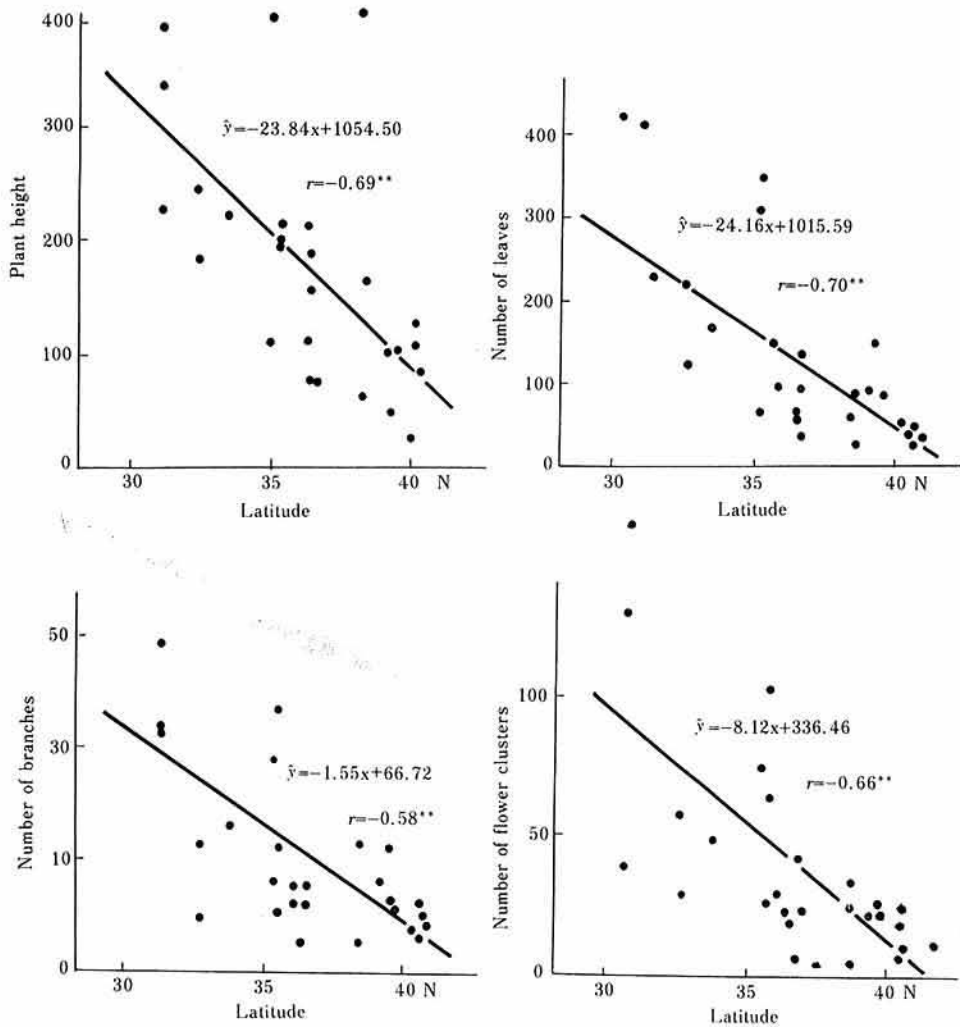 400
300
200
100
0
Plant height
ŷ=-23.84x+1054.50
r=-0.69**
30
35
40 N
Latitude
400
300
200
100
0
Number of leaves
ŷ=-24.16x+1015.59
r=-0.70**
30
35
40 N
Latitude
50
30
10
0
Number of branches
ŷ=-1.55x+66.72
r=-0.58**
30
35
40 N
Latitude
100
50
0
Number of flower clusters
ŷ=-8.12x+336.46
r=-0.66**
30
35
40 N
Latitude